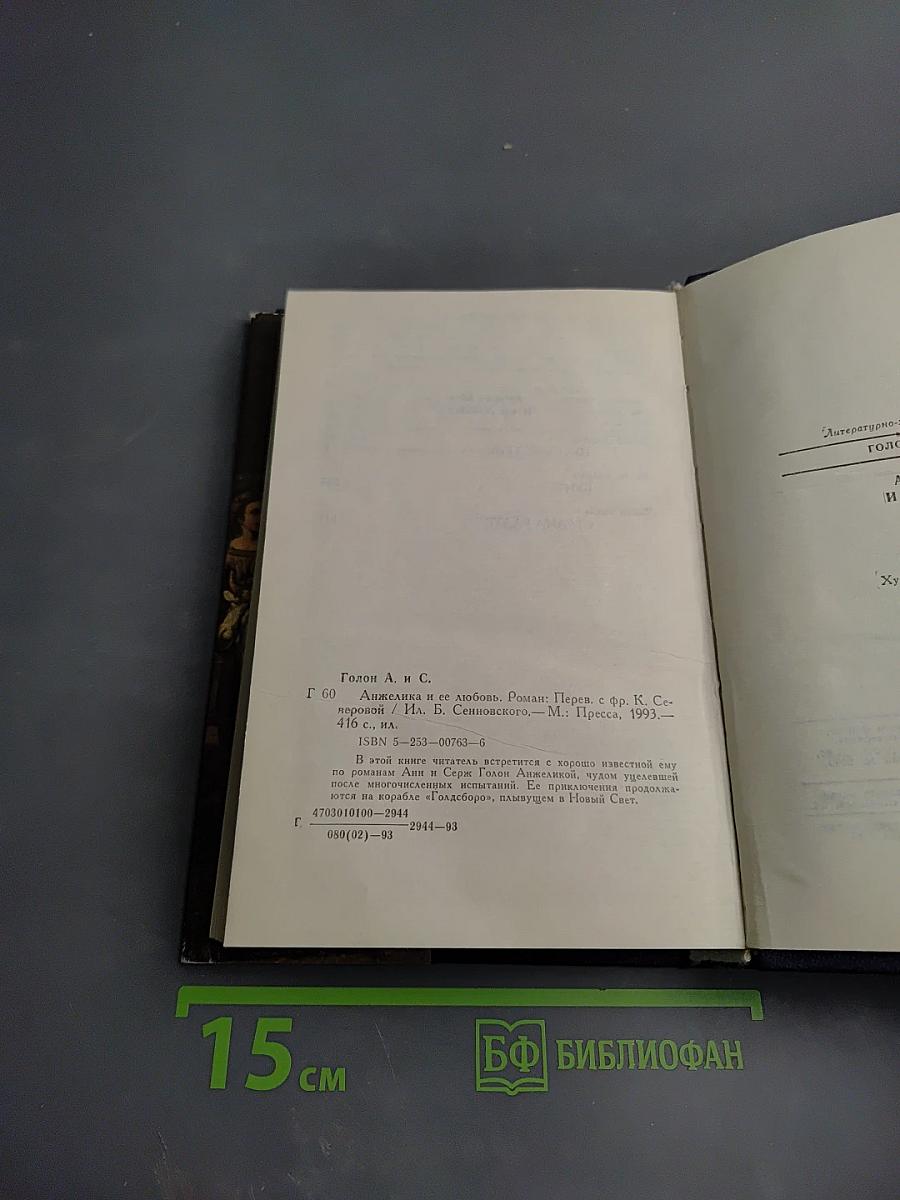 Голон А. и С.
Г 60 Анжелика и ее любовь. Роман: Перев. с фр. К. Се-
веровой / Ил. Б. Сенновского.— М.: Пресса, 1993.—
416 с., ил.
ISBN 5—253—00763—6
В этой книге читатель встретится с хорошо известной ему
по романам Анн и Серж Голон Анжеликой, чудом уцелевшей
после многочисленных испытаний. Ее приключения продолжа-
ются на корабле «Голдсборо», плывущем в Новый Свет.
Г 4703010100—2944 2944—93
080(02)—93
Литературно-
ГОЛО
А
И
Ху
15 см
БФ БИБЛИОФАН